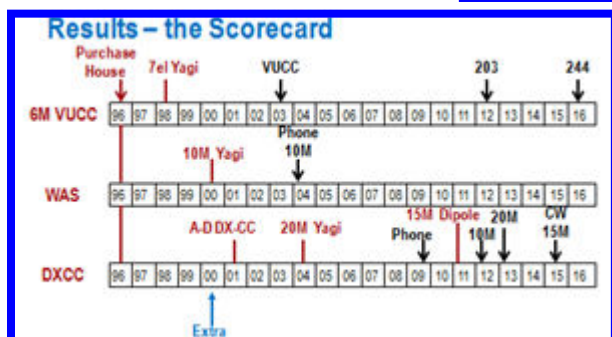 Results – the Scorecard
Purchase
House
7el Yagi
VUCC
203
244
6M VUCC
96 97 98 99 00 01 02 03 04 05 06 07 08 09 10 11 12 13 14 15 16
10M Yagi
Phone
10M
WAS
96 97 98 99 00 01 02 03 04 05 06 07 08 09 10 11 12 13 14 15 16
A-D DX-CC
20M Yagi
Phone
15M Dipole
10M
20M
CW
15M
DXCC
96 97 98 99 00 01 02 03 04 05 06 07 08 09 10 11 12 13 14 15 16
Extra